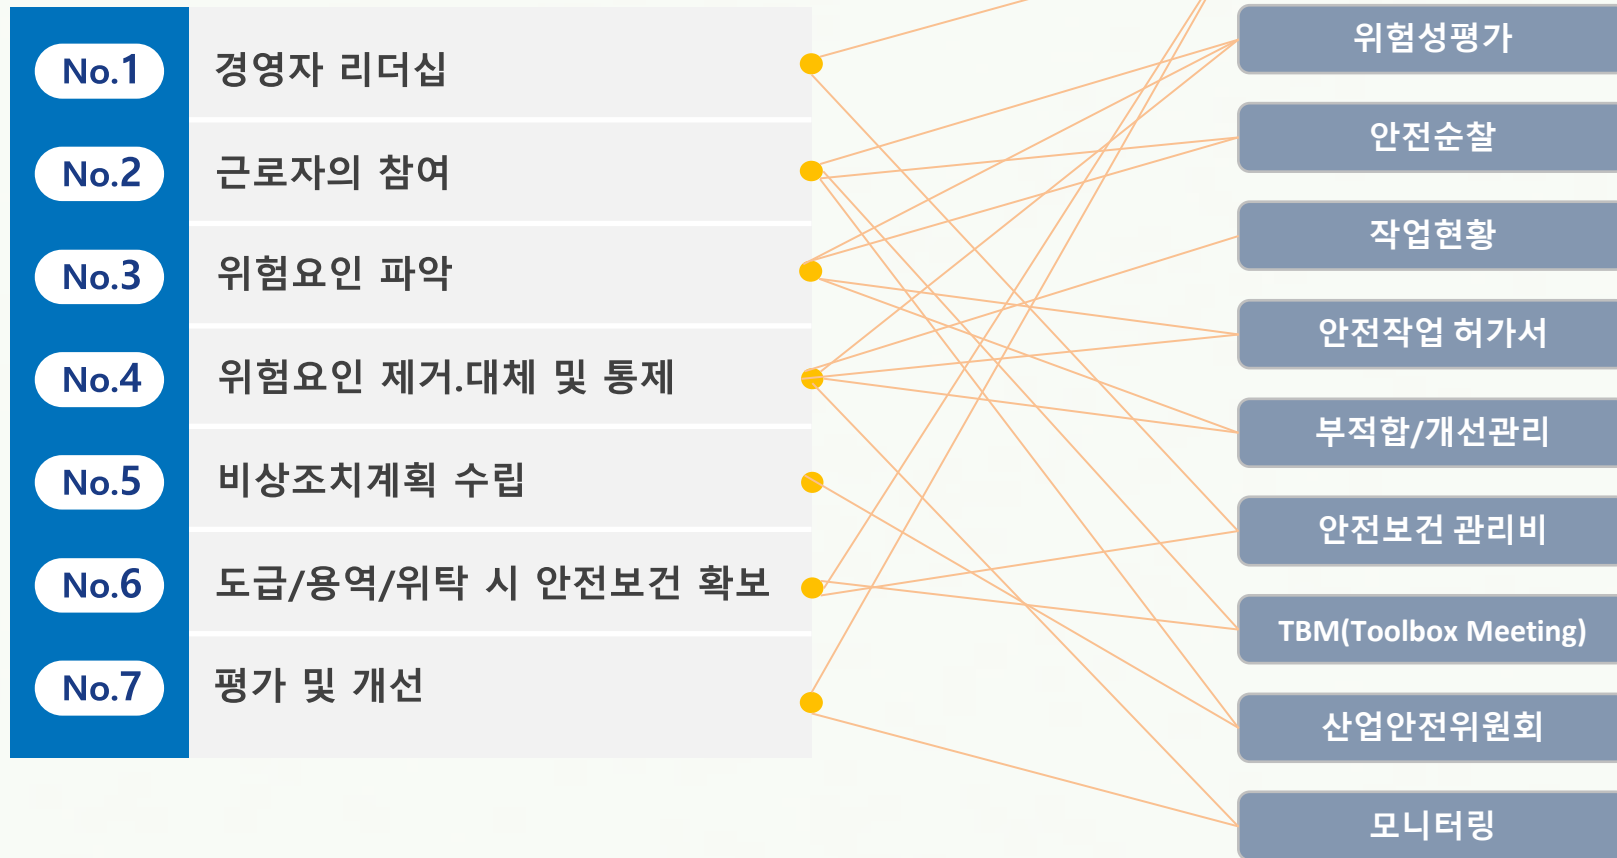 No.1 경영자 리더십
No.2 근로자의 참여
No.3 위험요인 파악
No.4 위험요인 제거.대체 및 통제
No.5 비상조치계획 수립
No.6 도급/용역/위탁 시 안전보건 확보
No.7 평가 및 개선
위험성평가
안전순찰
작업현황
안전작업 허가서
부적합/개선관리
안전보건 관리비
TBM(Toolbox Meeting)
산업안전위원회
모니터링